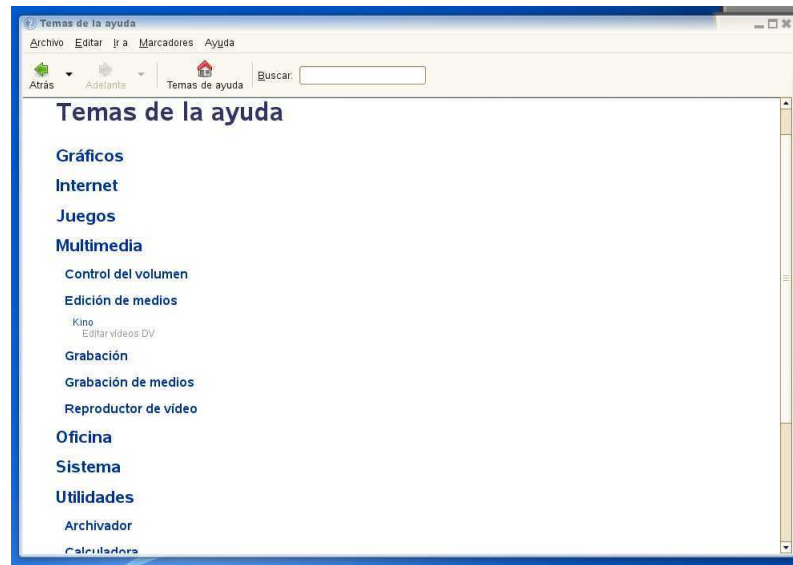 Temas de la ayuda
Archivo Editar Ir a Marcadores Ayuda
Atrás Adelante Temas de ayuda Buscar:
Temas de la ayuda
Gráficos
Internet
Juegos
Multimedia
Control del volumen
Edición de medios
Kino
Editar vídeos DV
Grabación
Grabación de medios
Reproductor de vídeo
Oficina
Sistema
Utilidades
Archivador
Calculadora